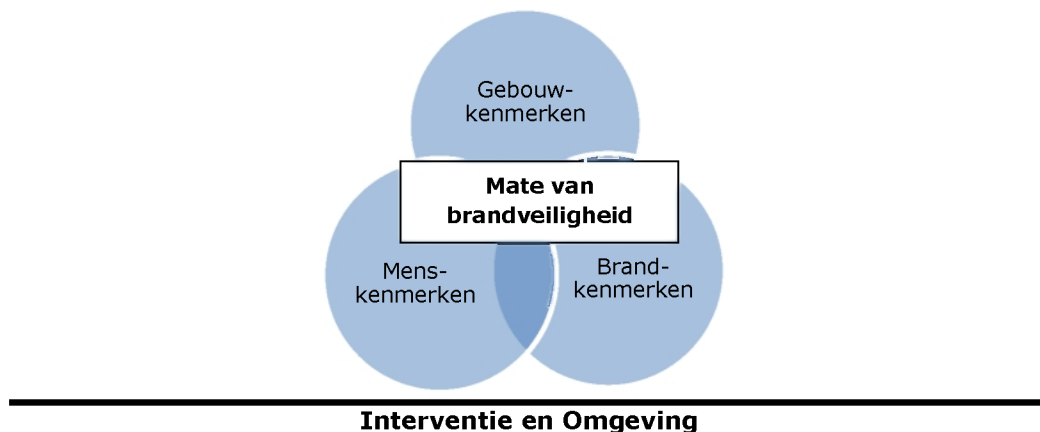 Gebouw-
kenmerken
Mate van
brandveiligheid
Mens-
kenmerken
Brand-
kenmerken
Interventie en Omgeving